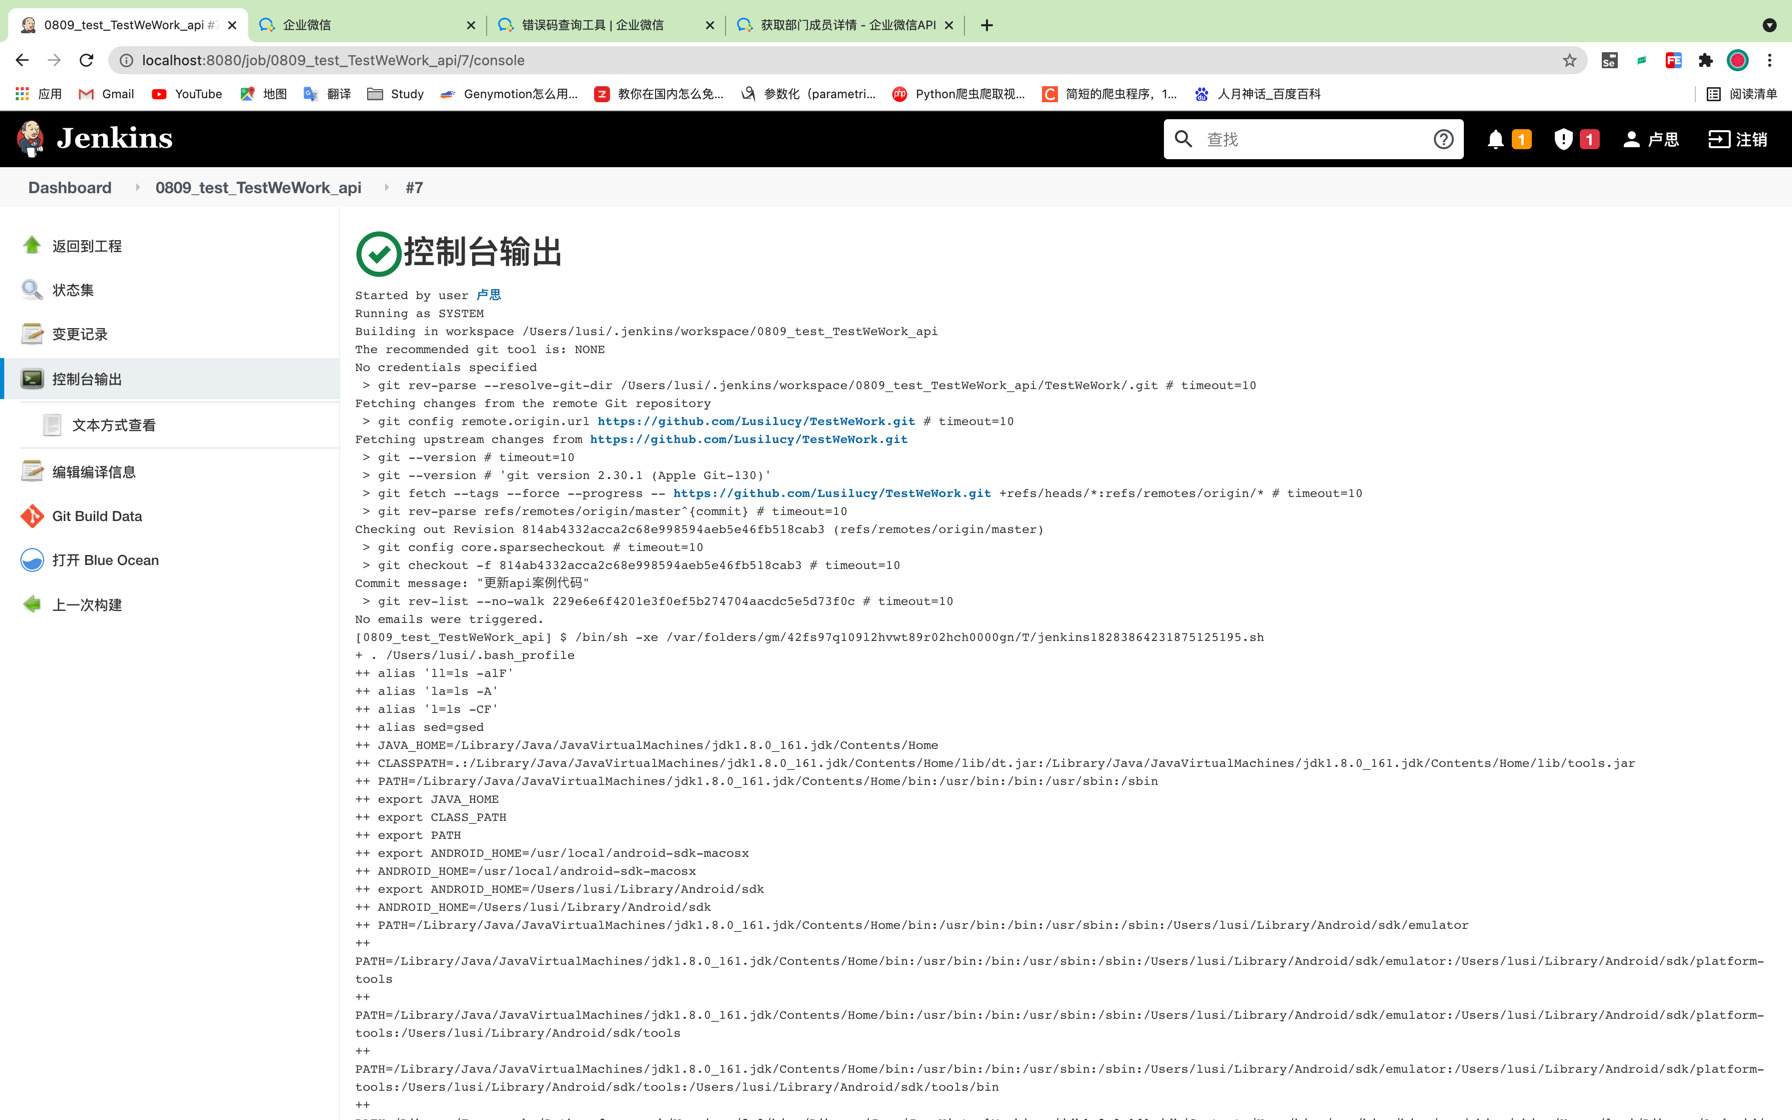 0809_test_TestWeWork_api #7
企业微信
错误码查询工具 | 企业微信
获取部门成员详情 - 企业微信API
localhost:8080/job/0809_test_TestWeWork_api/7/console
应用
Gmail
YouTube
地图
翻译
Study
Genymotion怎么用...
教你在国内怎么免...
参数化（parametri...
Python爬虫爬取视...
简短的爬虫程序，1...
人月神话_百度百科
阅读清单
Jenkins
查找
1
1
卢思
注销
Dashboard
0809_test_TestWeWork_api
#7
返回到工程
状态集
变更记录
控制台输出
文本方式查看
编辑编译信息
Git Build Data
打开 Blue Ocean
上一次构建
控制台输出
Started by user 卢思
Running as SYSTEM
Building in workspace /Users/lusi/.jenkins/workspace/0809_test_TestWeWork_api
The recommended git tool is: NONE
No credentials specified
> git rev-parse --resolve-git-dir /Users/lusi/.jenkins/workspace/0809_test_TestWeWork_api/TestWeWork/.git # timeout=10
Fetching changes from the remote Git repository
> git config remote.origin.url https://github.com/Lusilucy/TestWeWork.git # timeout=10
Fetching upstream changes from https://github.com/Lusilucy/TestWeWork.git
> git --version # timeout=10
> git --version # 'git version 2.30.1 (Apple Git-130)'
> git fetch --tags --force --progress -- https://github.com/Lusilucy/TestWeWork.git +refs/heads/*:refs/remotes/origin/* # timeout=10
> git rev-parse refs/remotes/origin/master^{commit} # timeout=10
Checking out Revision 814ab4332acca2c68e998594aeb5e46fb518cab3 (refs/remotes/origin/master)
> git config core.sparsecheckout # timeout=10
> git checkout -f 814ab4332acca2c68e998594aeb5e46fb518cab3 # timeout=10
Commit message: "更新api案例代码"
> git rev-list --no-walk 229e6e6f4201e3f0ef5b274704aacdc5e5d73f0c # timeout=10
No emails were triggered.
[0809_test_TestWeWork_api] $ /bin/sh -xe /var/folders/gm/42fs97q109l2hvwt89r02hch0000gn/T/jenkins18283864231875125195.sh
+ . /Users/lusi/.bash_profile
++ alias 'll=ls -alF'
++ alias 'la=ls -A'
++ alias 'l=ls -CF'
++ alias sed=gsed
++ JAVA_HOME=/Library/Java/JavaVirtualMachines/jdk1.8.0_161.jdk/Contents/Home
++ CLASSPATH=.:/Library/Java/JavaVirtualMachines/jdk1.8.0_161.jdk/Contents/Home/lib/dt.jar:/Library/Java/JavaVirtualMachines/jdk1.8.0_161.jdk/Contents/Home/lib/tools.jar
++ PATH=/Library/Java/JavaVirtualMachines/jdk1.8.0_161.jdk/Contents/Home/bin:/usr/bin:/bin:/usr/sbin:/sbin
++ export JAVA_HOME
++ export CLASS_PATH
++ export PATH
++ export ANDROID_HOME=/usr/local/android-sdk-macosx
++ ANDROID_HOME=/usr/local/android-sdk-macosx
++ export ANDROID_HOME=/Users/lusi/Library/Android/sdk
++ ANDROID_HOME=/Users/lusi/Library/Android/sdk
++ PATH=/Library/Java/JavaVirtualMachines/jdk1.8.0_161.jdk/Contents/Home/bin:/usr/bin:/bin:/usr/sbin:/sbin:/Users/lusi/Library/Android/sdk/emulator
++
PATH=/Library/Java/JavaVirtualMachines/jdk1.8.0_161.jdk/Contents/Home/bin:/usr/bin:/bin:/usr/sbin:/sbin:/Users/lusi/Library/Android/sdk/emulator:/Users/lusi/Library/Android/sdk/platform-
tools
++
PATH=/Library/Java/JavaVirtualMachines/jdk1.8.0_161.jdk/Contents/Home/bin:/usr/bin:/bin:/usr/sbin:/sbin:/Users/lusi/Library/Android/sdk/emulator:/Users/lusi/Library/Android/sdk/platform-
tools:/Users/lusi/Library/Android/sdk/tools
++
PATH=/Library/Java/JavaVirtualMachines/jdk1.8.0_161.jdk/Contents/Home/bin:/usr/bin:/bin:/usr/sbin:/sbin:/Users/lusi/Library/Android/sdk/emulator:/Users/lusi/Library/Android/sdk/platform-
tools:/Users/lusi/Library/Android/sdk/tools:/Users/lusi/Library/Android/sdk/tools/bin
++